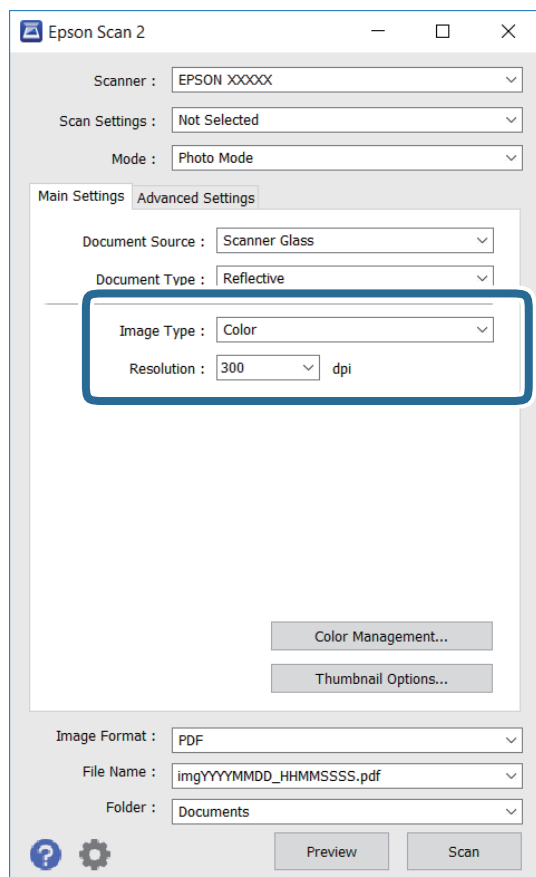 Epson Scan 2
Scanner : EPSON XXXXX
Scan Settings : Not Selected
Mode : Photo Mode
Main Settings Advanced Settings
Document Source : Scanner Glass
Document Type : Reflective
Image Type : Color
Resolution : 300 dpi
Color Management...
Thumbnail Options...
Image Format : PDF
File Name : imgYYYYMMDD_HHMMSSSS.pdf
Folder : Documents
? Preview Scan